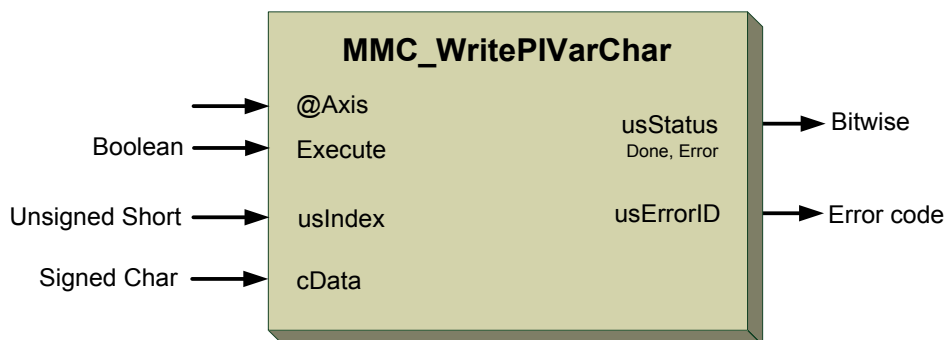 MMC_WritePIVarChar
@Axis
Boolean
Execute
Unsigned Short
usIndex
Signed Char
cData
usStatus
Done, Error
Bitwise
usErrorID
Error code